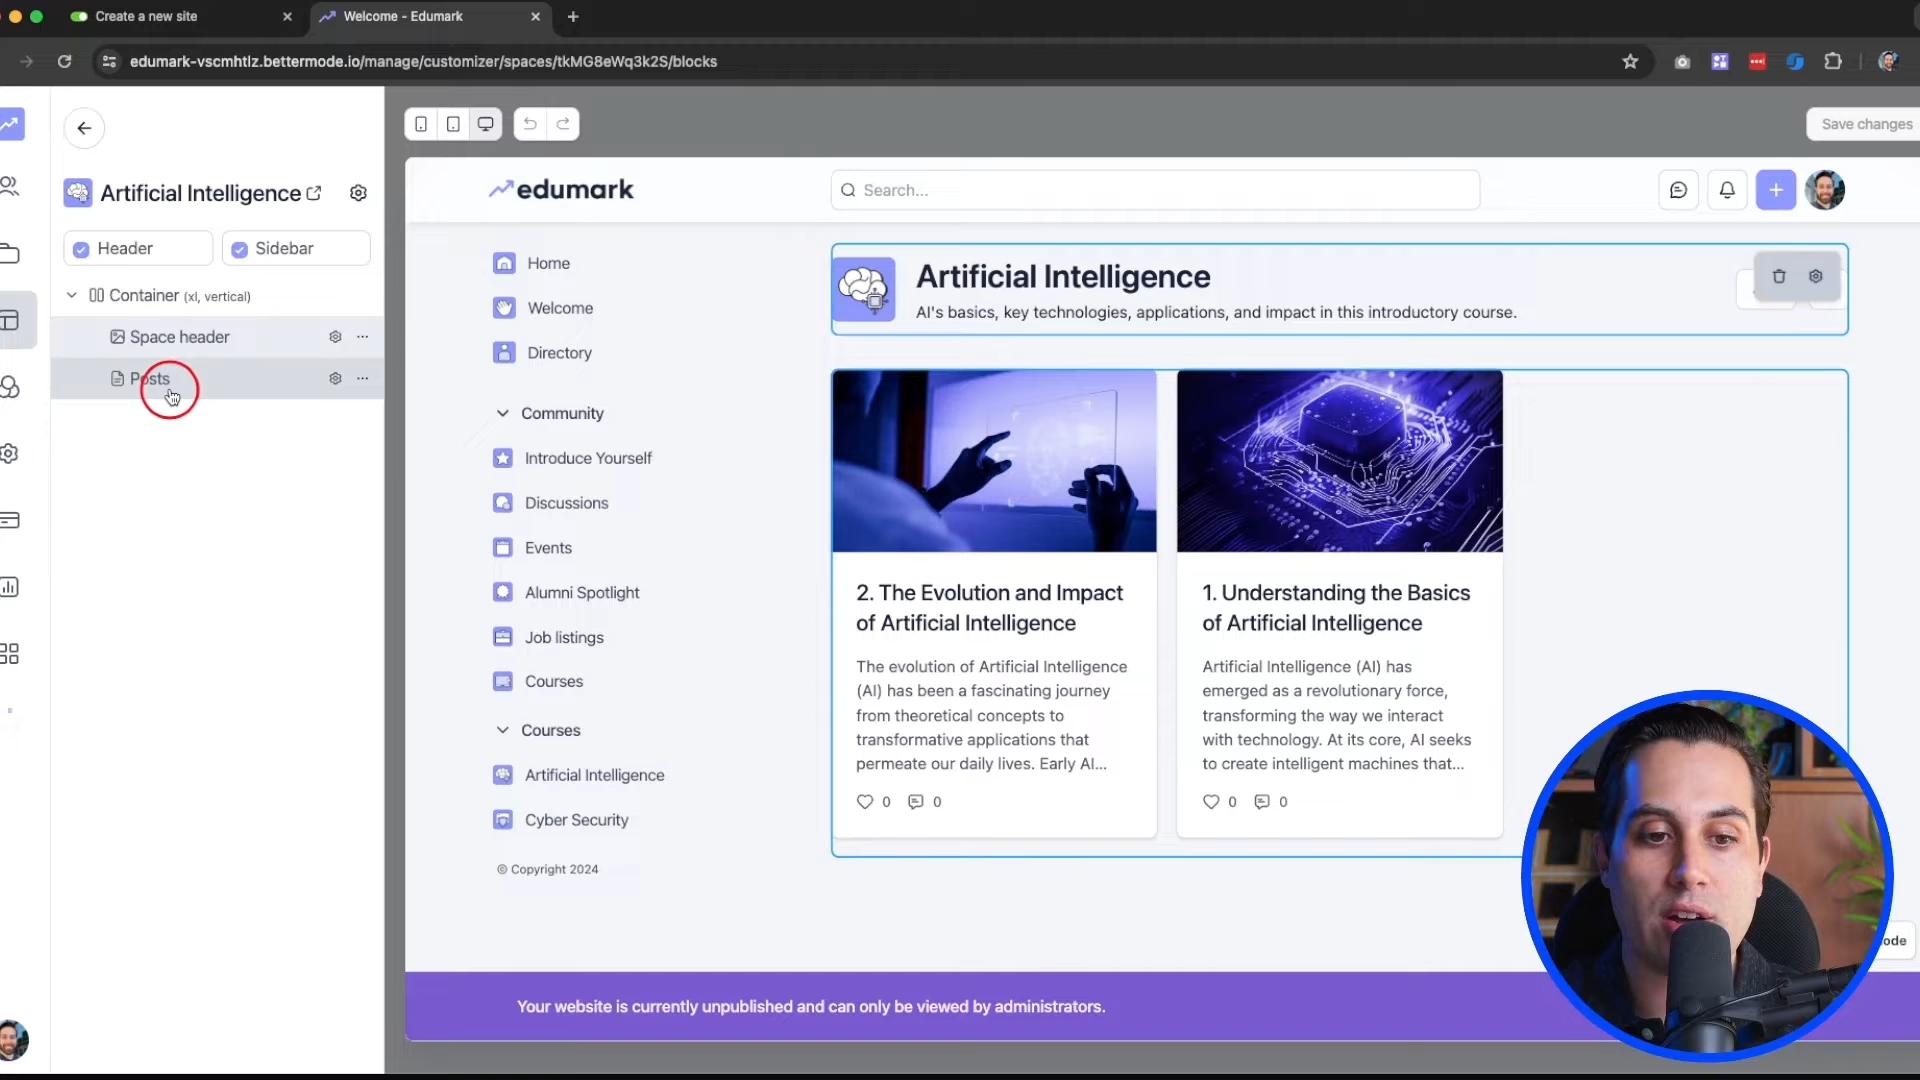 Create a new site
Welcome - Edumark
edumark-vscmhtlz.bettermode.io/manage/customizer/spaces/tkMG8eWq3k2S/blocks
Save changes
Artificial Intelligence
Header
Sidebar
Container (xl, vertical)
Space header
Posts
edumark
Search...
Home
Welcome
Directory
Community
Introduce Yourself
Discussions
Events
Alumni Spotlight
Job listings
Courses
Courses
Artificial Intelligence
Cyber Security
© Copyright 2024
Artificial Intelligence
AI's basics, key technologies, applications, and impact in this introductory course.
2. The Evolution and Impact
of Artificial Intelligence
The evolution of Artificial Intelligence
(AI) has been a fascinating journey
from theoretical concepts to
transformative applications that
permeate our daily lives. Early AI...
0 0
1. Understanding the Basics
of Artificial Intelligence
Artificial Intelligence (AI) has
emerged as a revolutionary force,
transforming the way we interact
with technology. At its core, AI seeks
to create intelligent machines that...
0 0
ode
Your website is currently unpublished and can only be viewed by administrators.